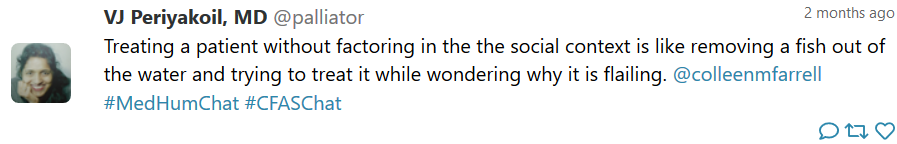 VJ Periyakoil, MD @palliator
2 months ago
Treating a patient without factoring in the the social context is like removing a fish out of
the water and trying to treat it while wondering why it is flailing. @colleenmfarrell
#MedHumChat #CFASChat